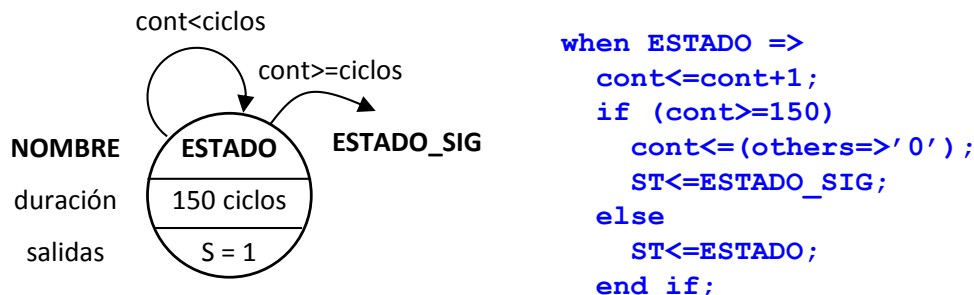 cont<ciclos
cont>=ciclos
NOMBRE
ESTADO
ESTADO_SIG
duración
150 ciclos
salidas
S = 1
when ESTADO =>
cont<=cont+1;
if (cont>=150)
cont<=(others=>’0’);
ST<=ESTADO_SIG;
else
ST<=ESTADO;
end if;